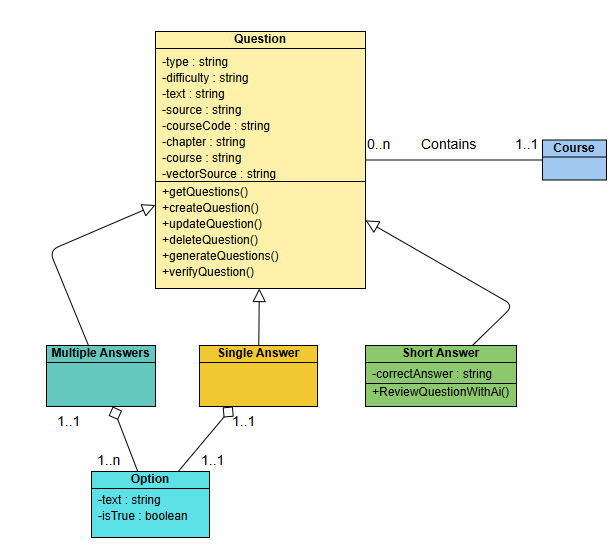 Question
-type : string
-difficulty : string
-text : string
-source : string
-courseCode : string
-chapter : string
-course : string
-vectorSource : string
+getQuestions()
+createQuestion()
+updateQuestion()
+deleteQuestion()
+generateQuestions()
+verifyQuestion()
0..n Contains 1..1
Course
Multiple Answers
Single Answer
Short Answer
-correctAnswer : string
+ReviewQuestionWithAi()
1..1
1..1
1..n
1..1
Option
-text : string
-isTrue : boolean